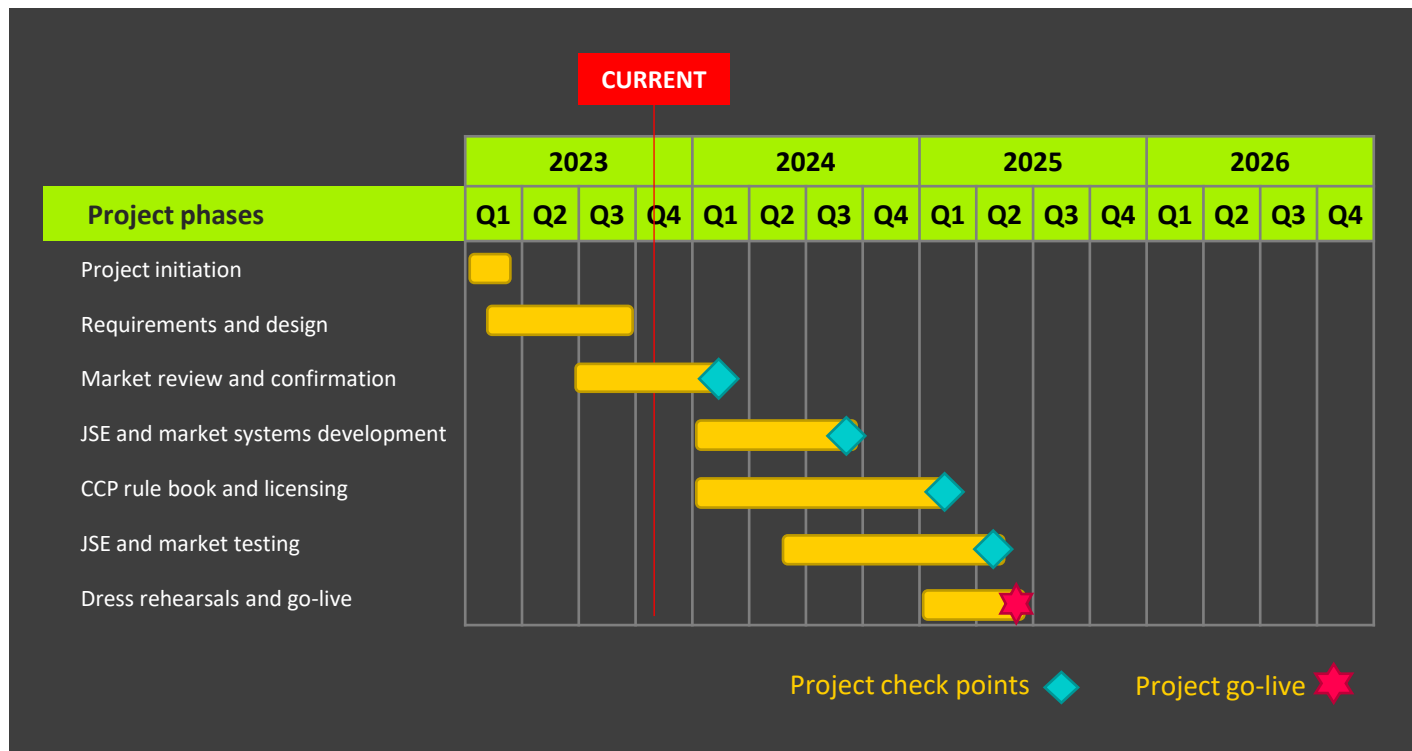 CURRENT
2023 2024 2025 2026
Project phases Q1 Q2 Q3 Q4 Q1 Q2 Q3 Q4 Q1 Q2 Q3 Q4 Q1 Q2 Q3 Q4
Project initiation
Requirements and design
Market review and confirmation
JSE and market systems development
CCP rule book and licensing
JSE and market testing
Dress rehearsals and go-live
Project check points Project go-live